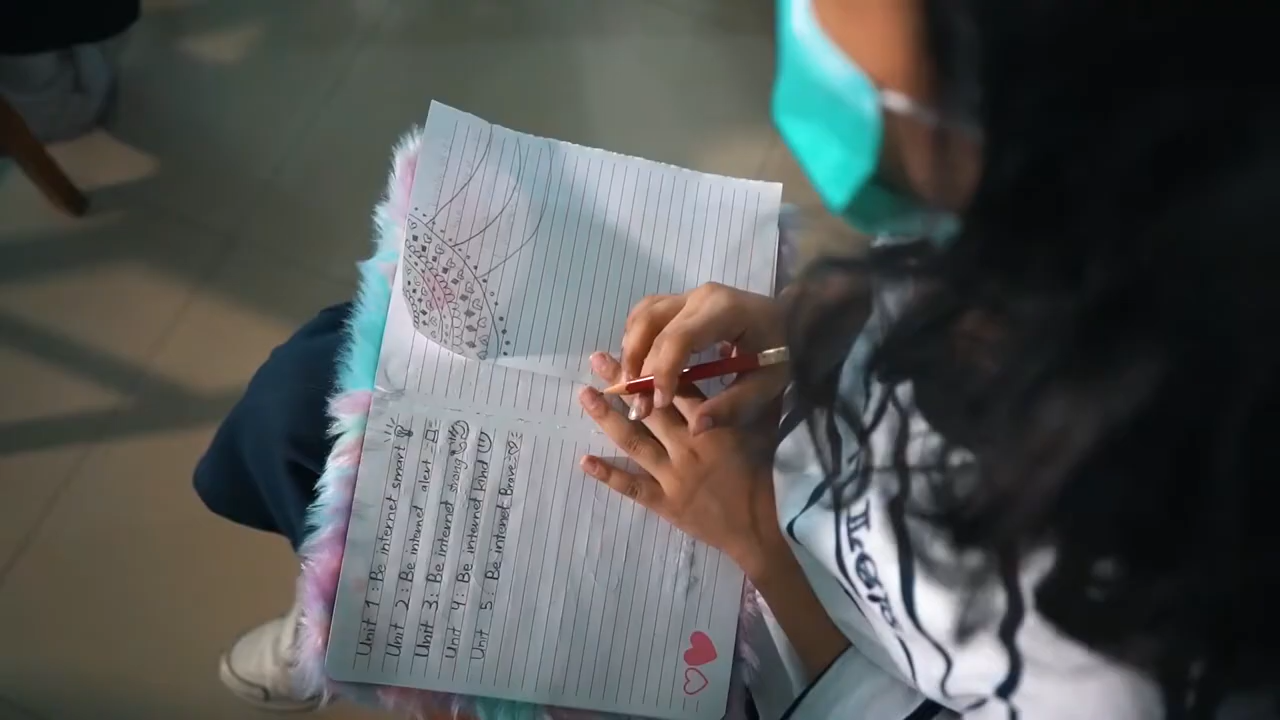 Unit 1: Be internet smart
Unit 2: Be internet alert
Unit 3: Be internet strong
Unit 4: Be internet kind
Unit 5: Be internet Brave